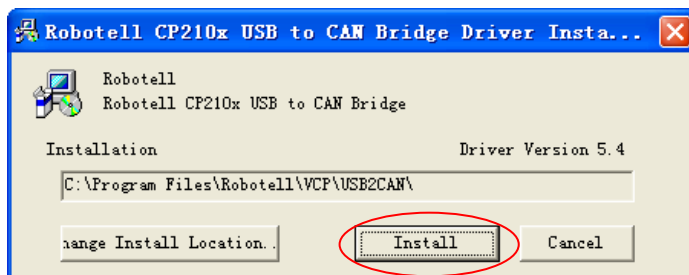 Robotell CP210x USB to CAN Bridge Driver Insta...
Robotell
Robotell CP210x USB to CAN Bridge
Installation Driver Version 5.4
C:\Program Files\Robotell\VCP\USB2CAN\
hange Install Location.. Install Cancel